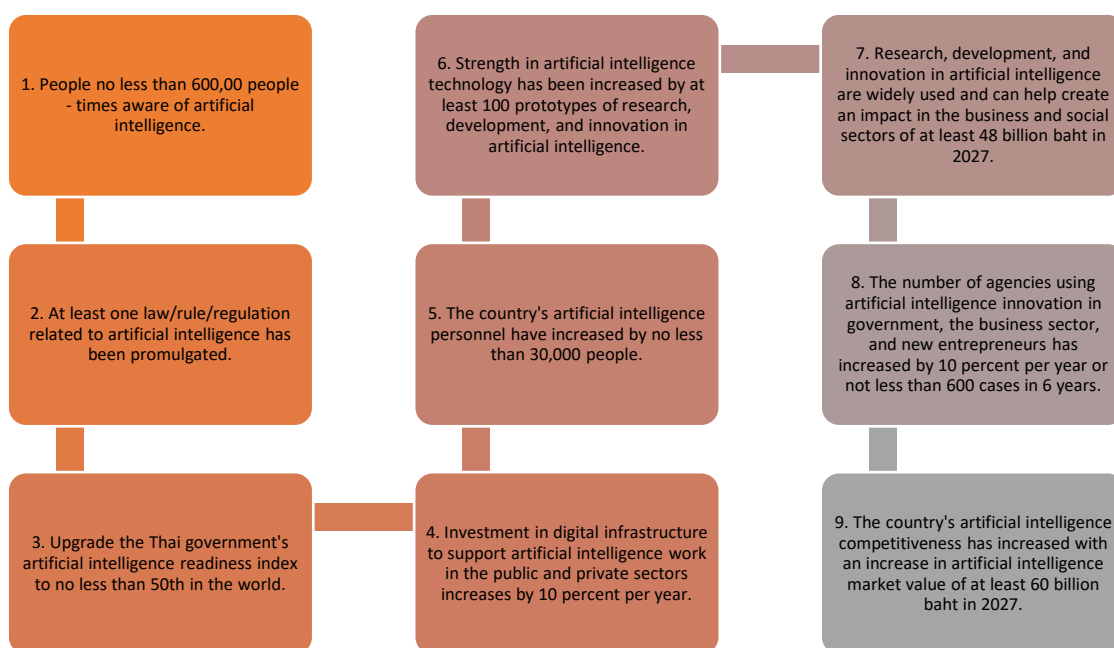 1. People no less than 600,00 people
- times aware of artificial
intelligence.
2. At least one law/rule/regulation
related to artificial intelligence has
been promulgated.
3. Upgrade the Thai government's
artificial intelligence readiness index
to no less than 50th in the world.
4. Investment in digital infrastructure
to support artificial intelligence work
in the public and private sectors
increases by 10 percent per year.
5. The country's artificial intelligence
personnel have increased by no less
than 30,000 people.
6. Strength in artificial intelligence
technology has been increased by at
least 100 prototypes of research,
development, and innovation in
artificial intelligence.
7. Research, development, and
innovation in artificial intelligence
are widely used and can help create
an impact in the business and social
sectors of at least 48 billion baht in
2027.
8. The number of agencies using
artificial intelligence innovation in
government, the business sector,
and new entrepreneurs has
increased by 10 percent per year or
not less than 600 cases in 6 years.
9. The country's artificial intelligence
competitiveness has increased with
an increase in artificial intelligence
market value of at least 60 billion
baht in 2027.